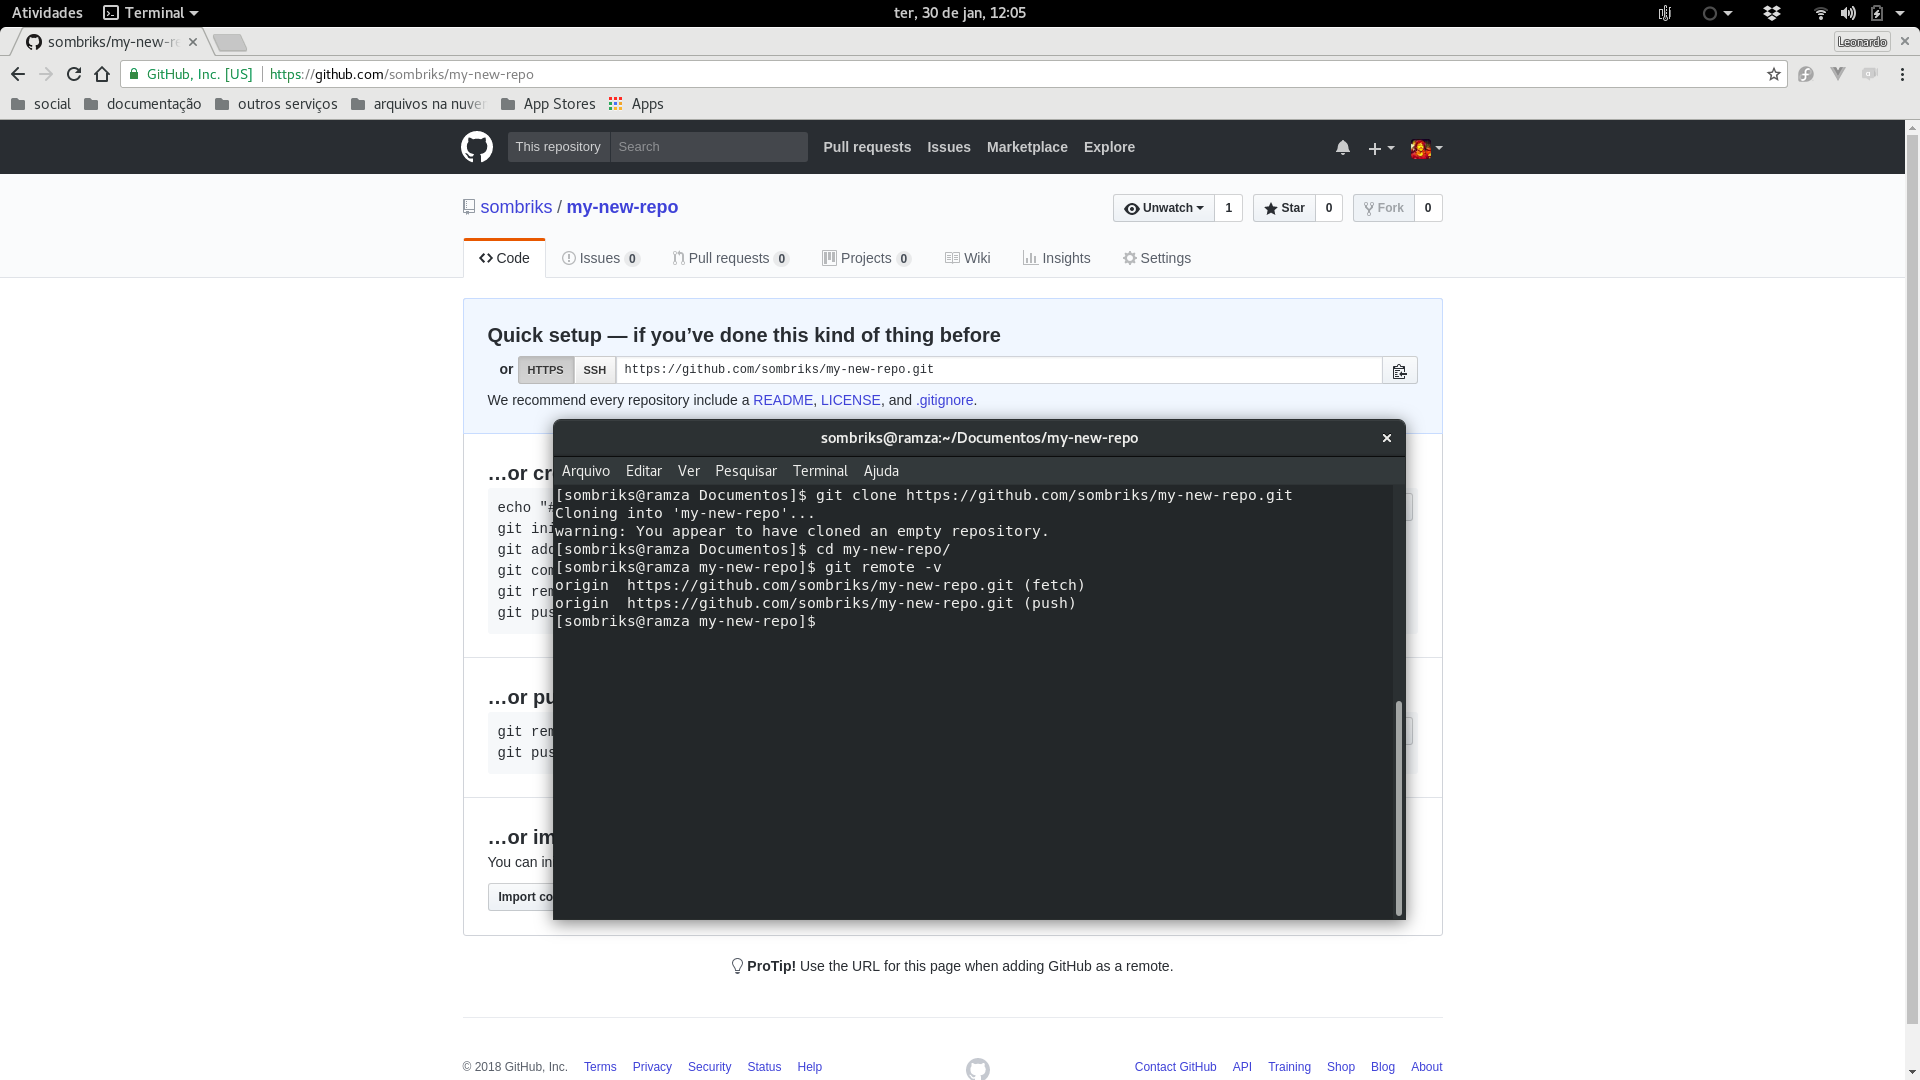 Atividades Terminal ter, 30 de jan, 12:05
sombriks/my-new-r Leonardo
GitHub, Inc. [US] https://github.com/sombriks/my-new-repo
social documentação outros serviços arquivos na nuver App Stores Apps
This repository Search Pull requests Issues Marketplace Explore
sombriks / my-new-repo Unwatch 1 Star 0 Fork 0
Code Issues 0 Pull requests 0 Projects 0 Wiki Insights Settings
Quick setup — if you’ve done this kind of thing before
or HTTPS SSH https://github.com/sombriks/my-new-repo.git
We recommend every repository include a README, LICENSE, and .gitignore.
sombriks@ramza:~/Documentos/my-new-repo
Arquivo Editar Ver Pesquisar Terminal Ajuda
[sombriks@ramza Documentos]$ git clone https://github.com/sombriks/my-new-repo.git
Cloning into 'my-new-repo'...
warning: You appear to have cloned an empty repository.
[sombriks@ramza Documentos]$ cd my-new-repo/
[sombriks@ramza my-new-repo]$ git remote -v
origin  https://github.com/sombriks/my-new-repo.git (fetch)
origin  https://github.com/sombriks/my-new-repo.git (push)
[sombriks@ramza my-new-repo]$
…or cr
echo "#
git ini
git add
git com
git rem
git pus
…or pu
git rem
git pus
…or im
You can in
Import co
ProTip! Use the URL for this page when adding GitHub as a remote.
© 2018 GitHub, Inc. Terms Privacy Security Status Help Contact GitHub API Training Shop Blog About